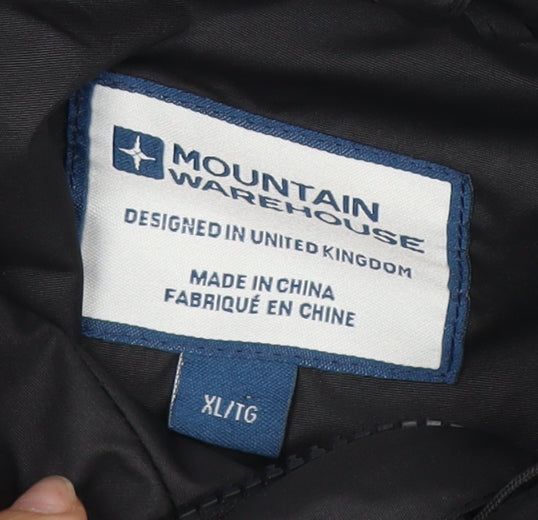 MOUNTAIN
WAREHOUSE
DESIGNED IN UNITED KINGDOM
MADE IN CHINA
FABRIQUÉ EN CHINE
XL/TG